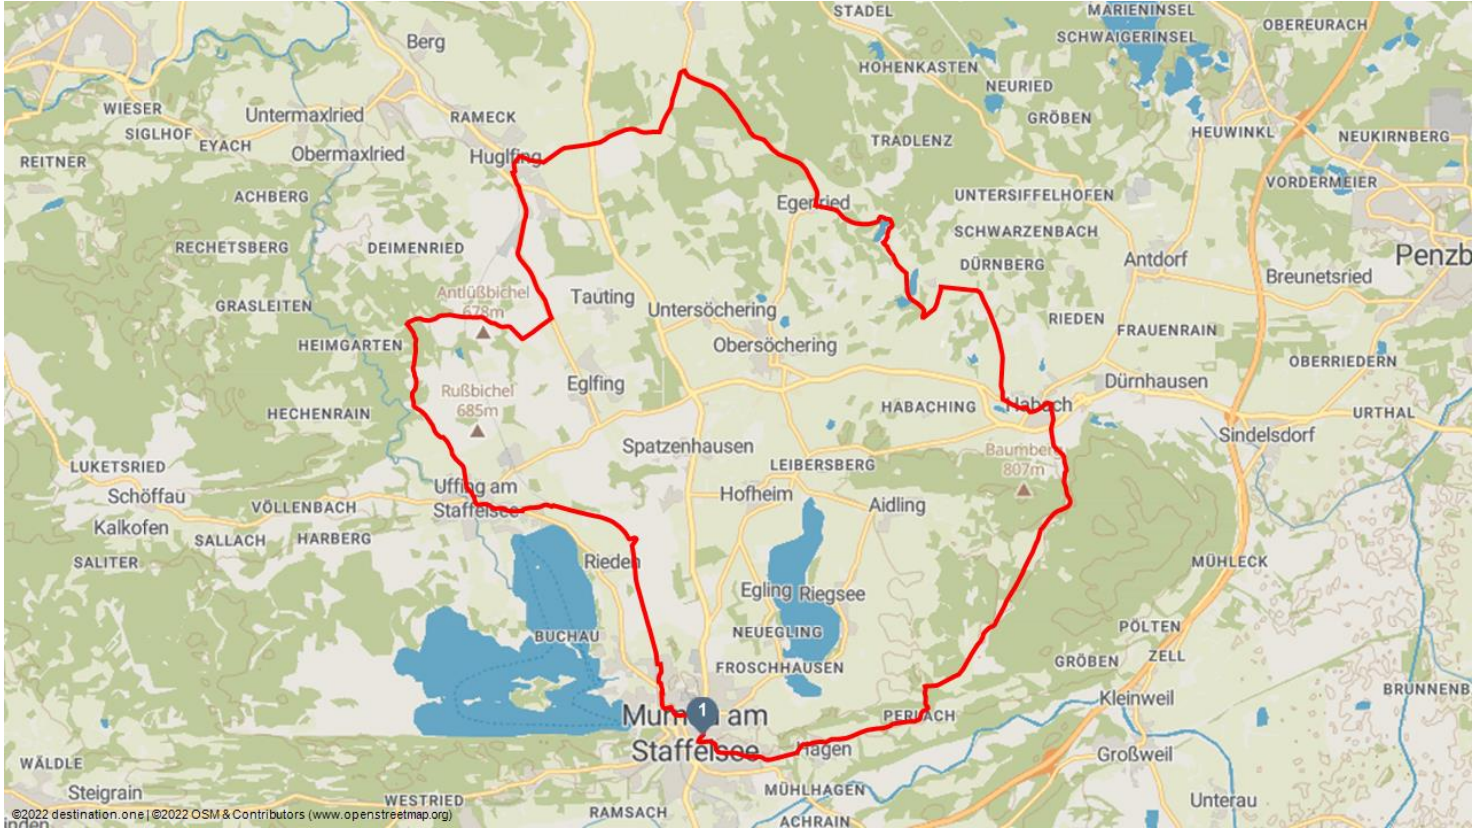 STADEL
MARIENINSEL
SCHWAIGERINSEL
OBEREURACH
Berg
HOHENKASTEN
NEURIED
WIESER
SIGLHOF
EYACH
Untermaxlried
RAMECK
GRÖBEN
HEUWINKL
NEUKIRNBERG
REITNER
Obermaxlried
Huglfing
TRADLENZ
VORDERMEIER
ACHBERG
Egenried
UNTERSIFFELHOFEN
RECHETSBERG
DEIMENRIED
SCHWARZENBACH
Antdorf
Penzb
DÜRNBERG
Breunetsried
GRASLEITEN
Antlüßbichel
678m
Tauting
Untersöchering
RIEDEN
FRAUENRAIN
HEIMGARTEN
Obersöchering
OBERRIEDERN
Rußbichel
685m
Eglfing
Dürnhausen
HECHENRAIN
HABACHING
Habach
URTHAL
Sindelsdorf
Spatzenhausen
Baumberg
807m
LUKETSRIED
LEIBERSBERG
Schöffau
Uffing am
Staffelsee
Hofheim
Aidling
VÖLLENBACH
Kalkofen
SALLACH
HARBERG
SALITER
Rieden
MÜHLECK
Egling
Riegsee
BUCHAU
NEUEGLING
PÖLTEN
FROSCHHAUSEN
GRÖBEN
ZELL
BRUNNENB
Kleinweil
1
Murnau am
Staffelsee
PERLACH
Hagen
Großweil
WÄLDLE
Steigrain
WESTRIED
MÜHLHAGEN
Unterau
RAMSACH
ACHRAIN
©2022 destination.one | ©2022 OSM & Contributors (www.openstreetmap.org)